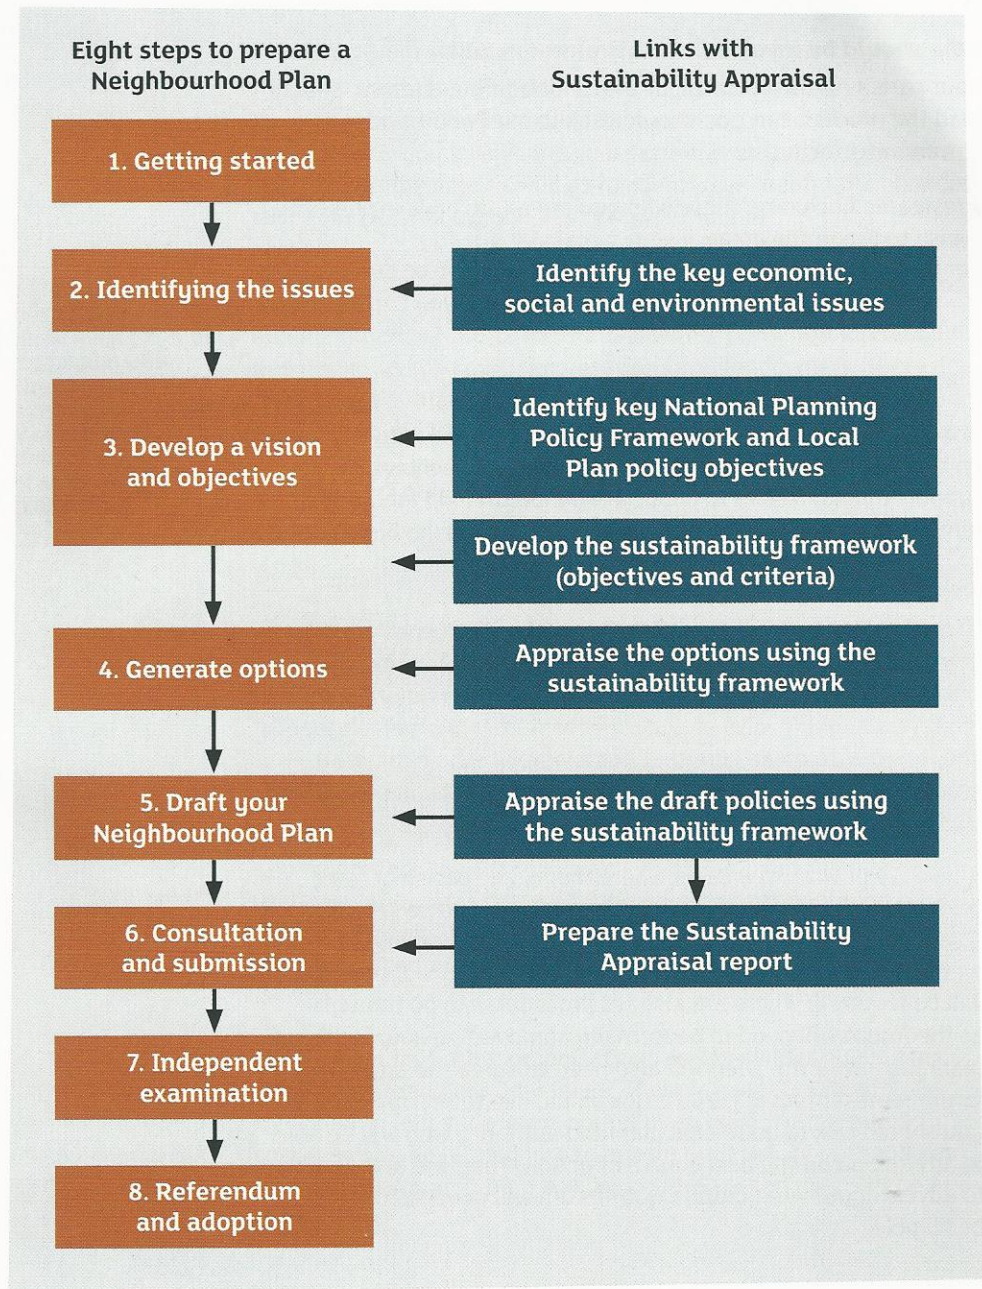 Eight steps to prepare a
Neighbourhood Plan
Links with
Sustainability Appraisal
1. Getting started
2. Identifying the issues
Identify the key economic,
social and environmental issues
3. Develop a vision
and objectives
Identify key National Planning
Policy Framework and Local
Plan policy objectives
Develop the sustainability framework
(objectives and criteria)
4. Generate options
Appraise the options using the
sustainability framework
5. Draft your
Neighbourhood Plan
Appraise the draft policies using
the sustainability framework
6. Consultation
and submission
Prepare the Sustainability
Appraisal report
7. Independent
examination
8. Referendum
and adoption